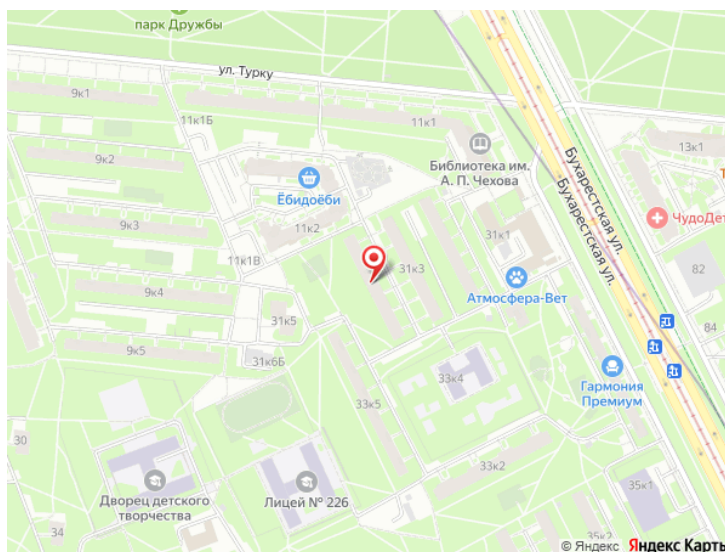 парк Дружбы
ул. Турку
9к1
11к1Б
11к1
9к2
Библиотека им.
А. П. Чехова
13к1
Ёбидоёби
ЧудоДет
9к3
11к2
31к1
Бухарестская ул.
Бухарестская ул.
11к1В
31к3
82
9к4
Атмосфера-Вет
31к5
84
9к5
31к6Б
33к4
Гармония
Премиум
33к5
30
33к2
Дворец детского
творчества
Лицей № 226
35к1
34
35к2
© Яндекс Яндекс Карты